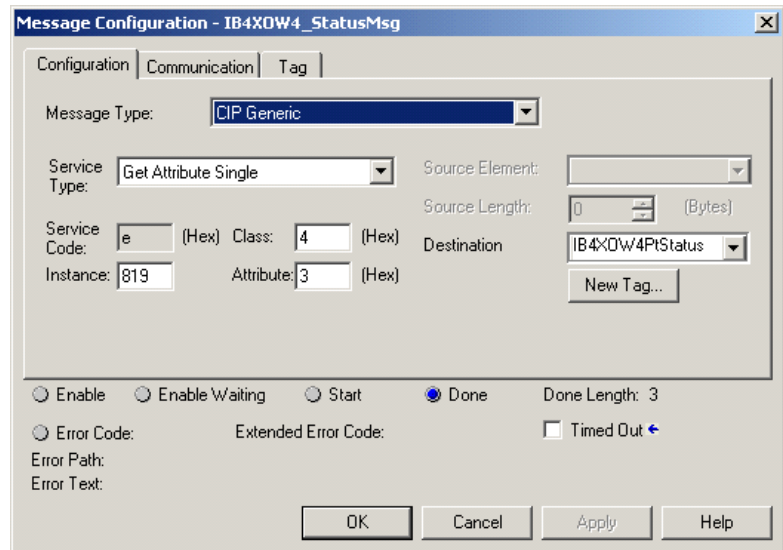 Message Configuration - IB4XOW4_StatusMsg
Configuration Communication Tag
Message Type: CIP Generic
Service Type: Get Attribute Single Source Element:
Source Length: 0 (Bytes)
Service Code: e (Hex) Class: 4 (Hex) Destination IB4XOW4PtStatus
Instance: 819 Attribute: 3 (Hex) New Tag...
Enable Enable Waiting Start Done Done Length: 3
Error Code: Extended Error Code: Timed Out
Error Path:
Error Text:
OK Cancel Apply Help